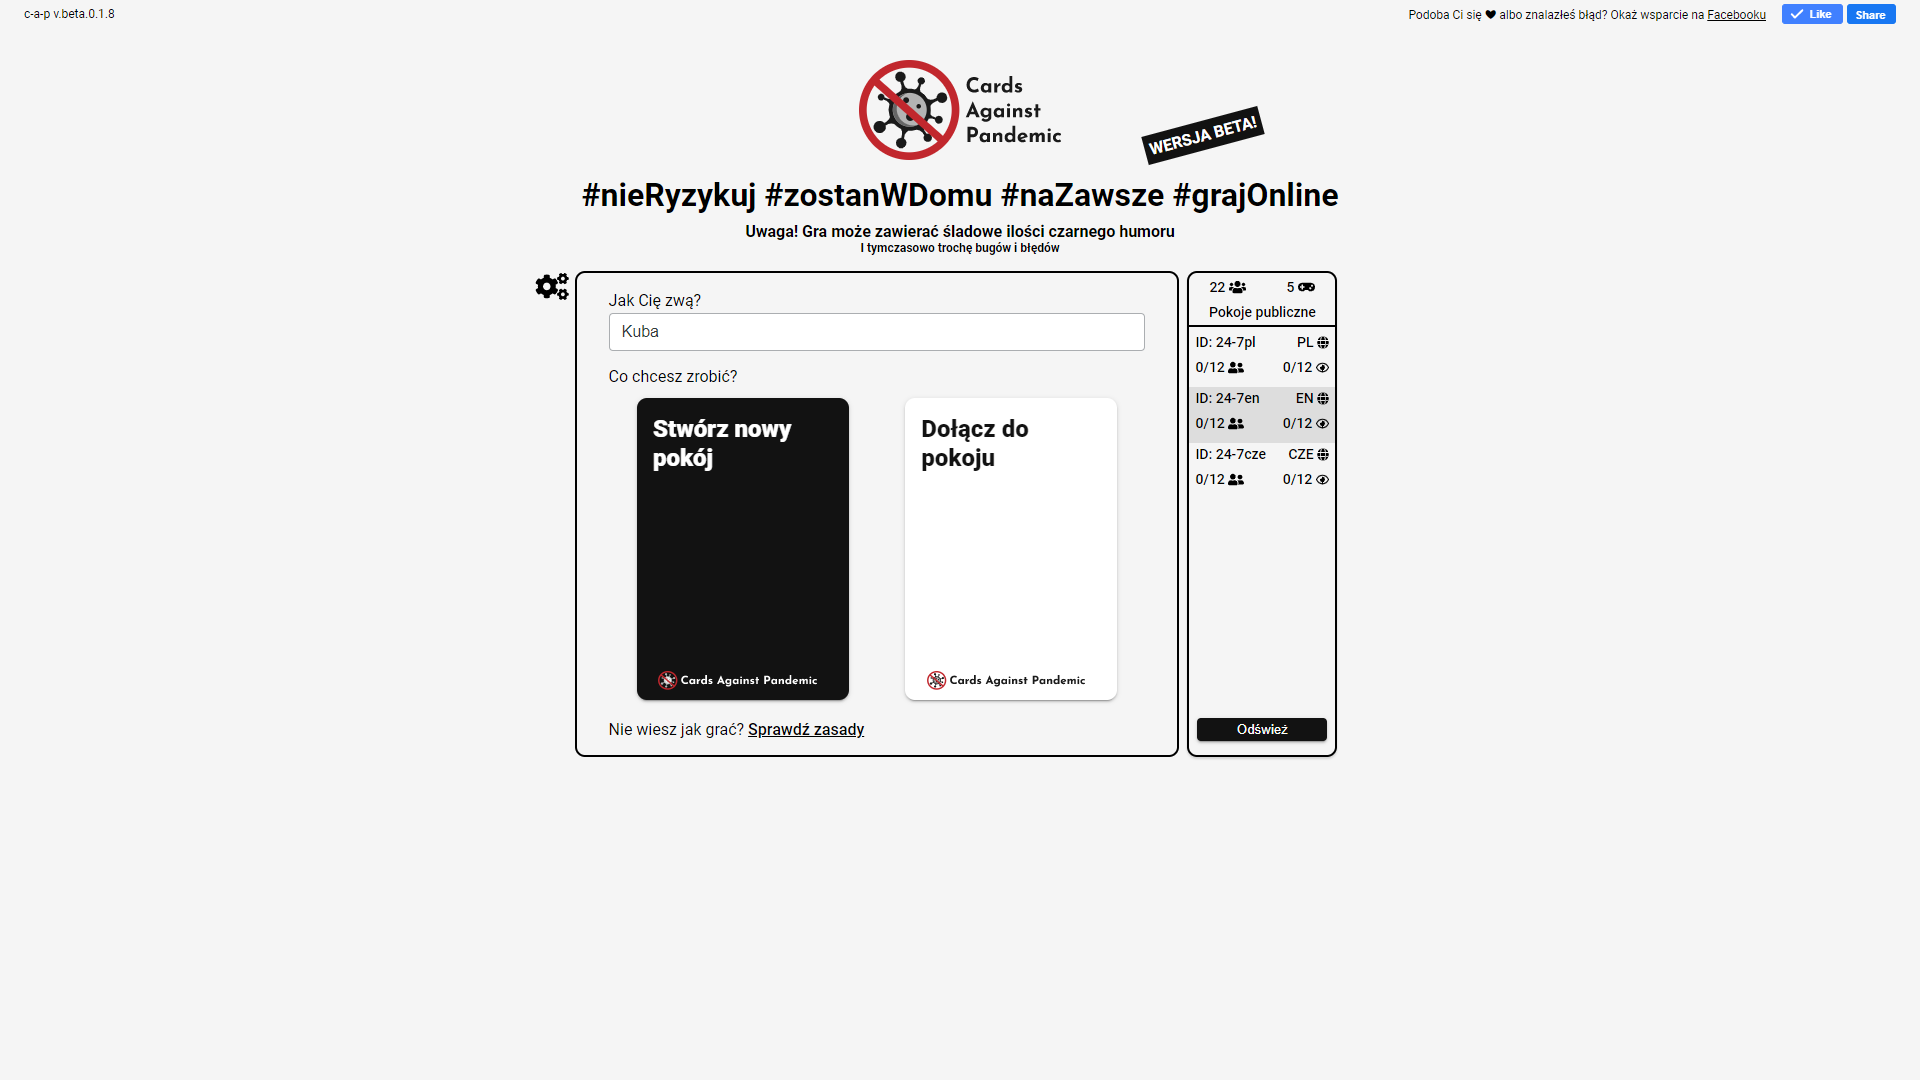 c-a-p v.beta.0.1.8
Podoba Ci się albo znalazłeś błąd? Okaż wsparcie na Facebooku
Like
Share
Cards
Against
Pandemic
WERSJA BETA!
#nieRyzykuj #zostanWDomu #naZawsze #grajOnline
Uwaga! Gra może zawierać śladowe ilości czarnego humoru
I tymczasowo trochę bugów i błędów
Jak Cię zwą?
Kuba
Co chcesz zrobić?
Stwórz nowy
pokój
Cards Against Pandemic
Dołącz do
pokoju
Cards Against Pandemic
Nie wiesz jak grać? Sprawdź zasady
22 5
Pokoje publiczne
ID: 24-7pl PL
0/12 0/12
ID: 24-7en EN
0/12 0/12
ID: 24-7cze CZE
0/12 0/12
Odśwież